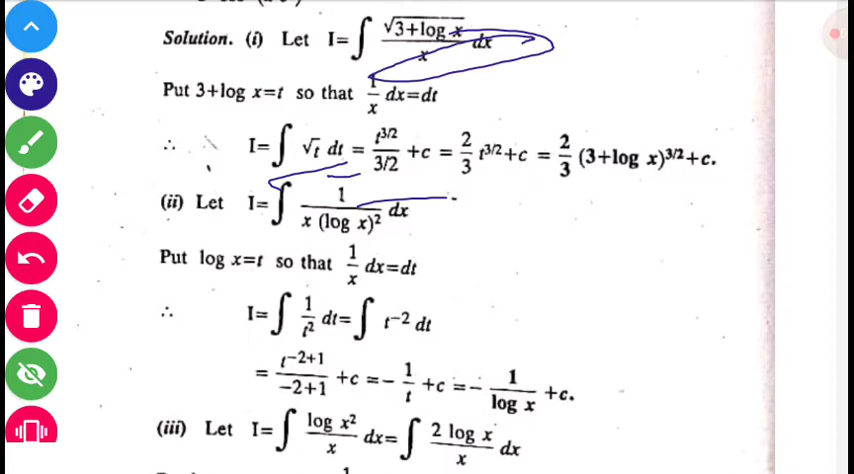 Solution. (i) Let I=∫ √(3+log x)/x dx
Put 3+log x=t so that 1/x dx=dt
∴ I=∫ √t dt = t^3/2 / 3/2 +c = 2/3 t^3/2+c = 2/3 (3+log x)^3/2+c.
(ii) Let I=∫ 1/(x (log x)²) dx
Put log x=t so that 1/x dx=dt
∴ I=∫ 1/t² dt=∫ t^−2 dt
= t^−2+1 / −2+1 +c =− 1/t +c =− 1/log x +c.
(iii) Let I=∫ log x²/x dx=∫ 2 log x/x dx